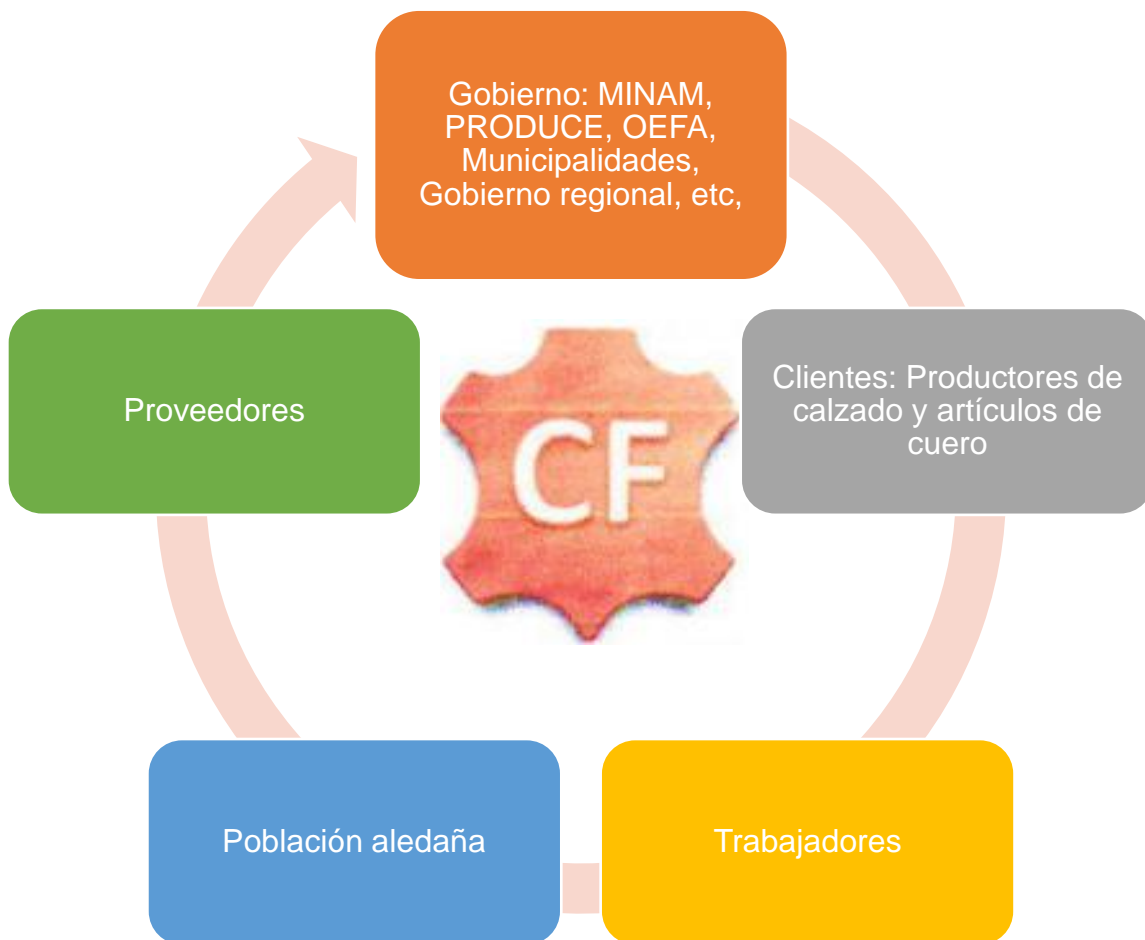 Gobierno: MINAM,
PRODUCE, OEFA,
Municipalidades,
Gobierno regional, etc,
Clientes: Productores de
calzado y artículos de
cuero
Proveedores
CF
Población aledaña
Trabajadores